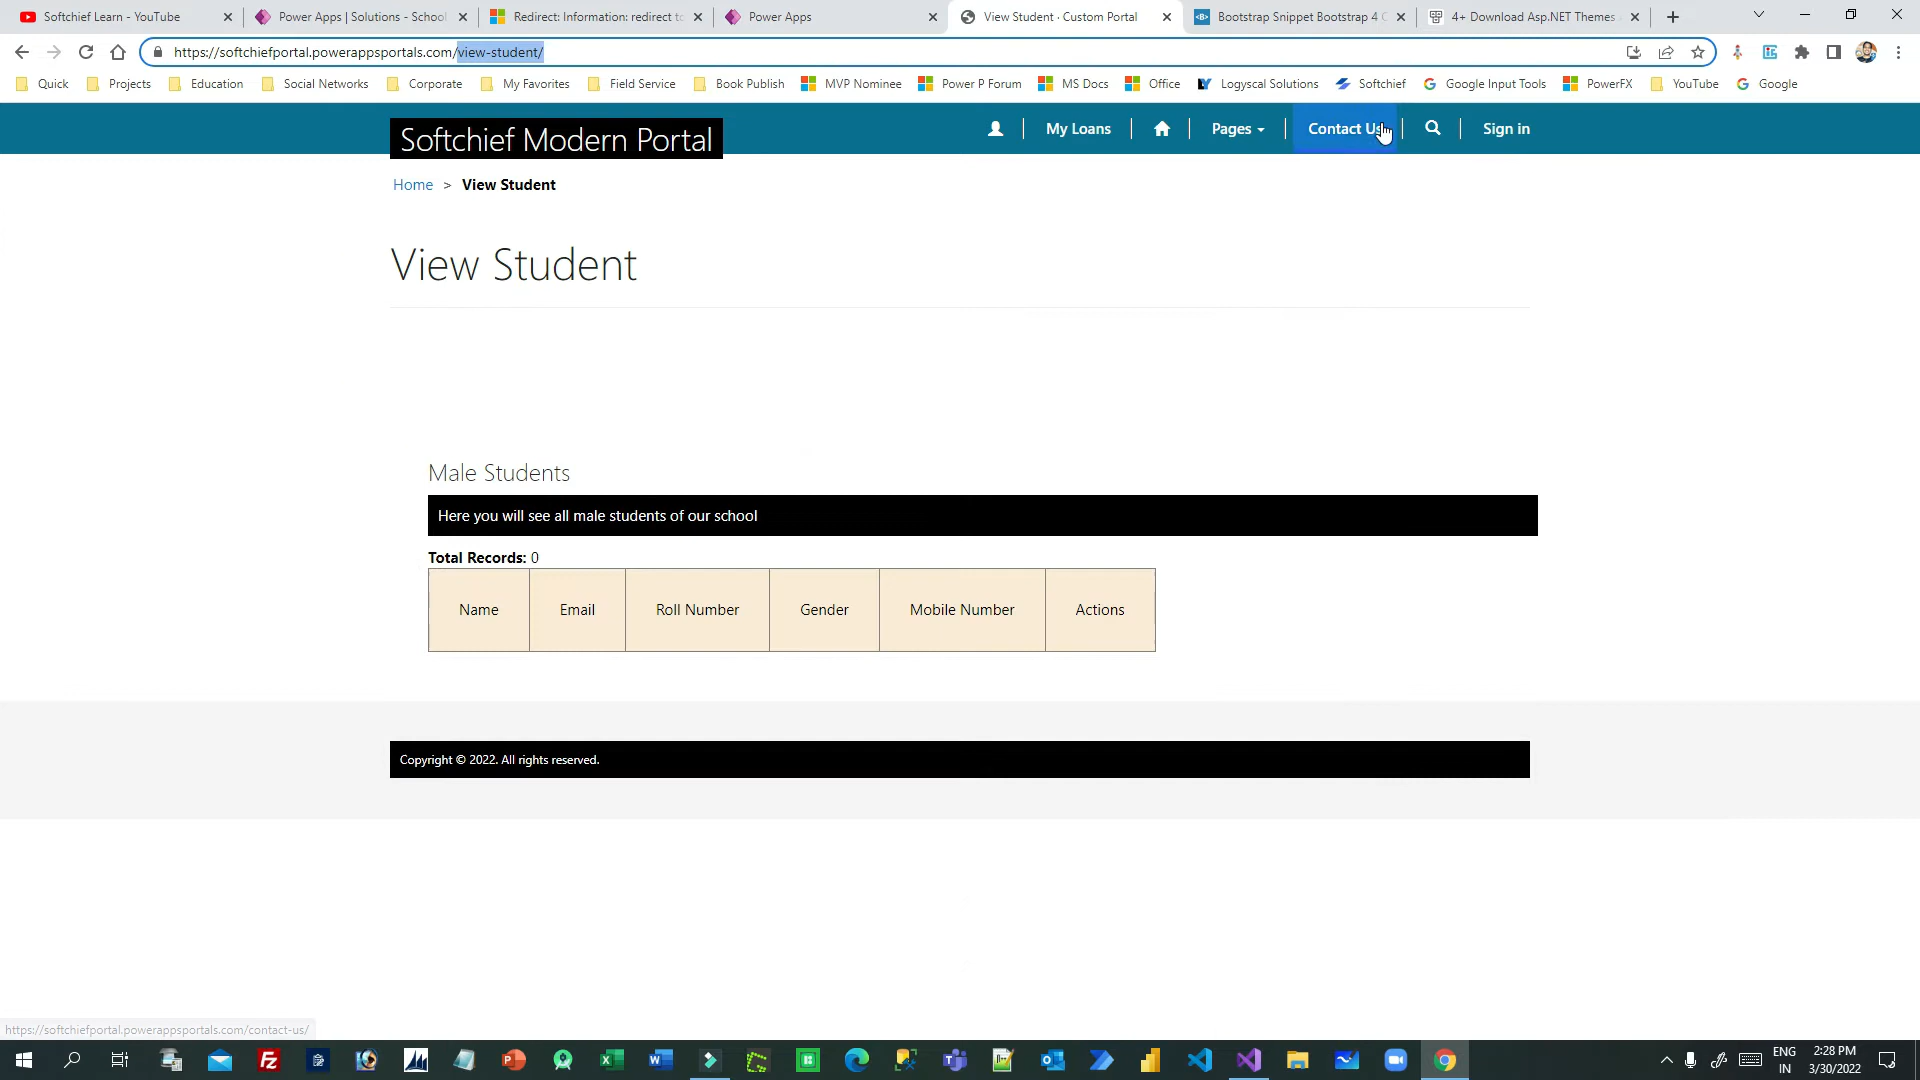 Softchief Learn - YouTube
Power Apps | Solutions - School
Redirect: Information: redirect to
Power Apps
View Student · Custom Portal
Bootstrap Snippet Bootstrap 4 C
4+ Download Asp.NET Themes
https://softchiefportal.powerappsportals.com/view-student/
Quick
Projects
Education
Social Networks
Corporate
My Favorites
Field Service
Book Publish
MVP Nominee
Power P Forum
MS Docs
Office
Logyscal Solutions
Softchief
Google Input Tools
PowerFX
YouTube
Google
Softchief Modern Portal
My Loans
Pages
Contact Us
Sign in
Home > View Student
View Student
Male Students
Here you will see all male students of our school
Total Records: 0
Name
Email
Roll Number
Gender
Mobile Number
Actions
Copyright © 2022. All rights reserved.
https://softchiefportal.powerappsportals.com/contact-us/
ENG
IN
2:28 PM
3/30/2022